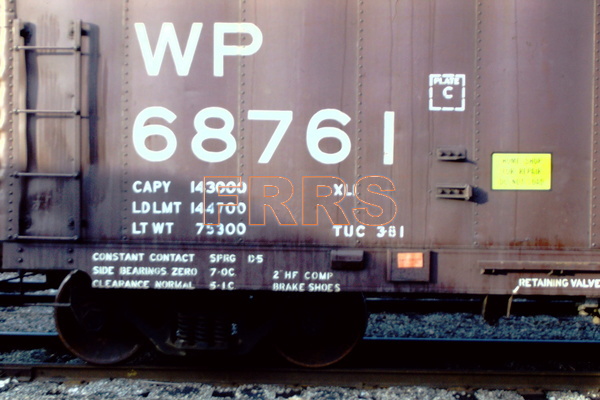 WP
68761
PLATE
C
CAPY 143000 XL
LD LMT 144700
LT WT 75300 TUC 3-81
FRRS
CONSTANT CONTACT SPRG D5
SIDE BEARINGS ZERO 7-OC 2" HF COMP
CLEARANCE NORMAL 5-1C BRAKE SHOES
RETAINING VALVE